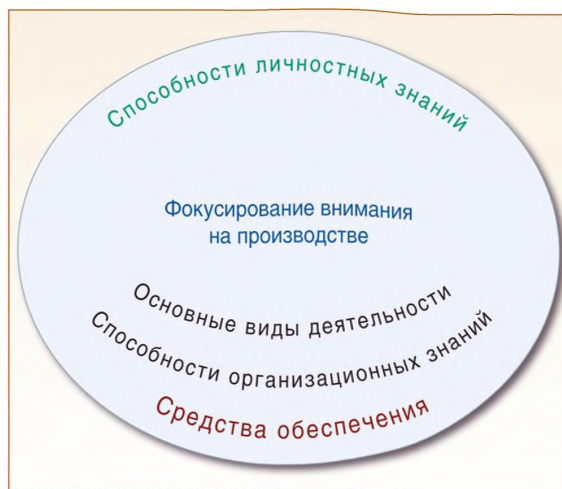 Способности личностных знаний
Фокусирование внимания
на производстве
Основные виды деятельности
Способности организационных знаний
Средства обеспечения